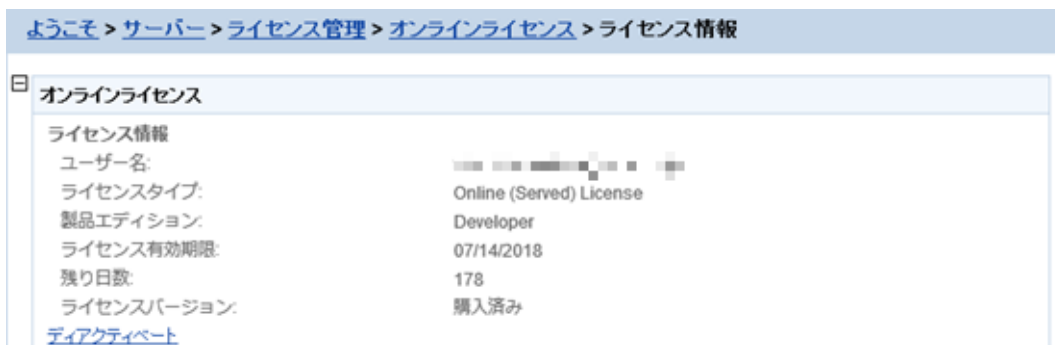 ようこそ > サーバー > ライセンス管理 > オンラインライセンス > ライセンス情報
オンラインライセンス
ライセンス情報
ユーザー名:
ライセンスタイプ: Online (Served) License
製品エディション: Developer
ライセンス有効期限: 07/14/2018
残り日数: 178
ライセンスバージョン: 購入済み
ディアクティベート